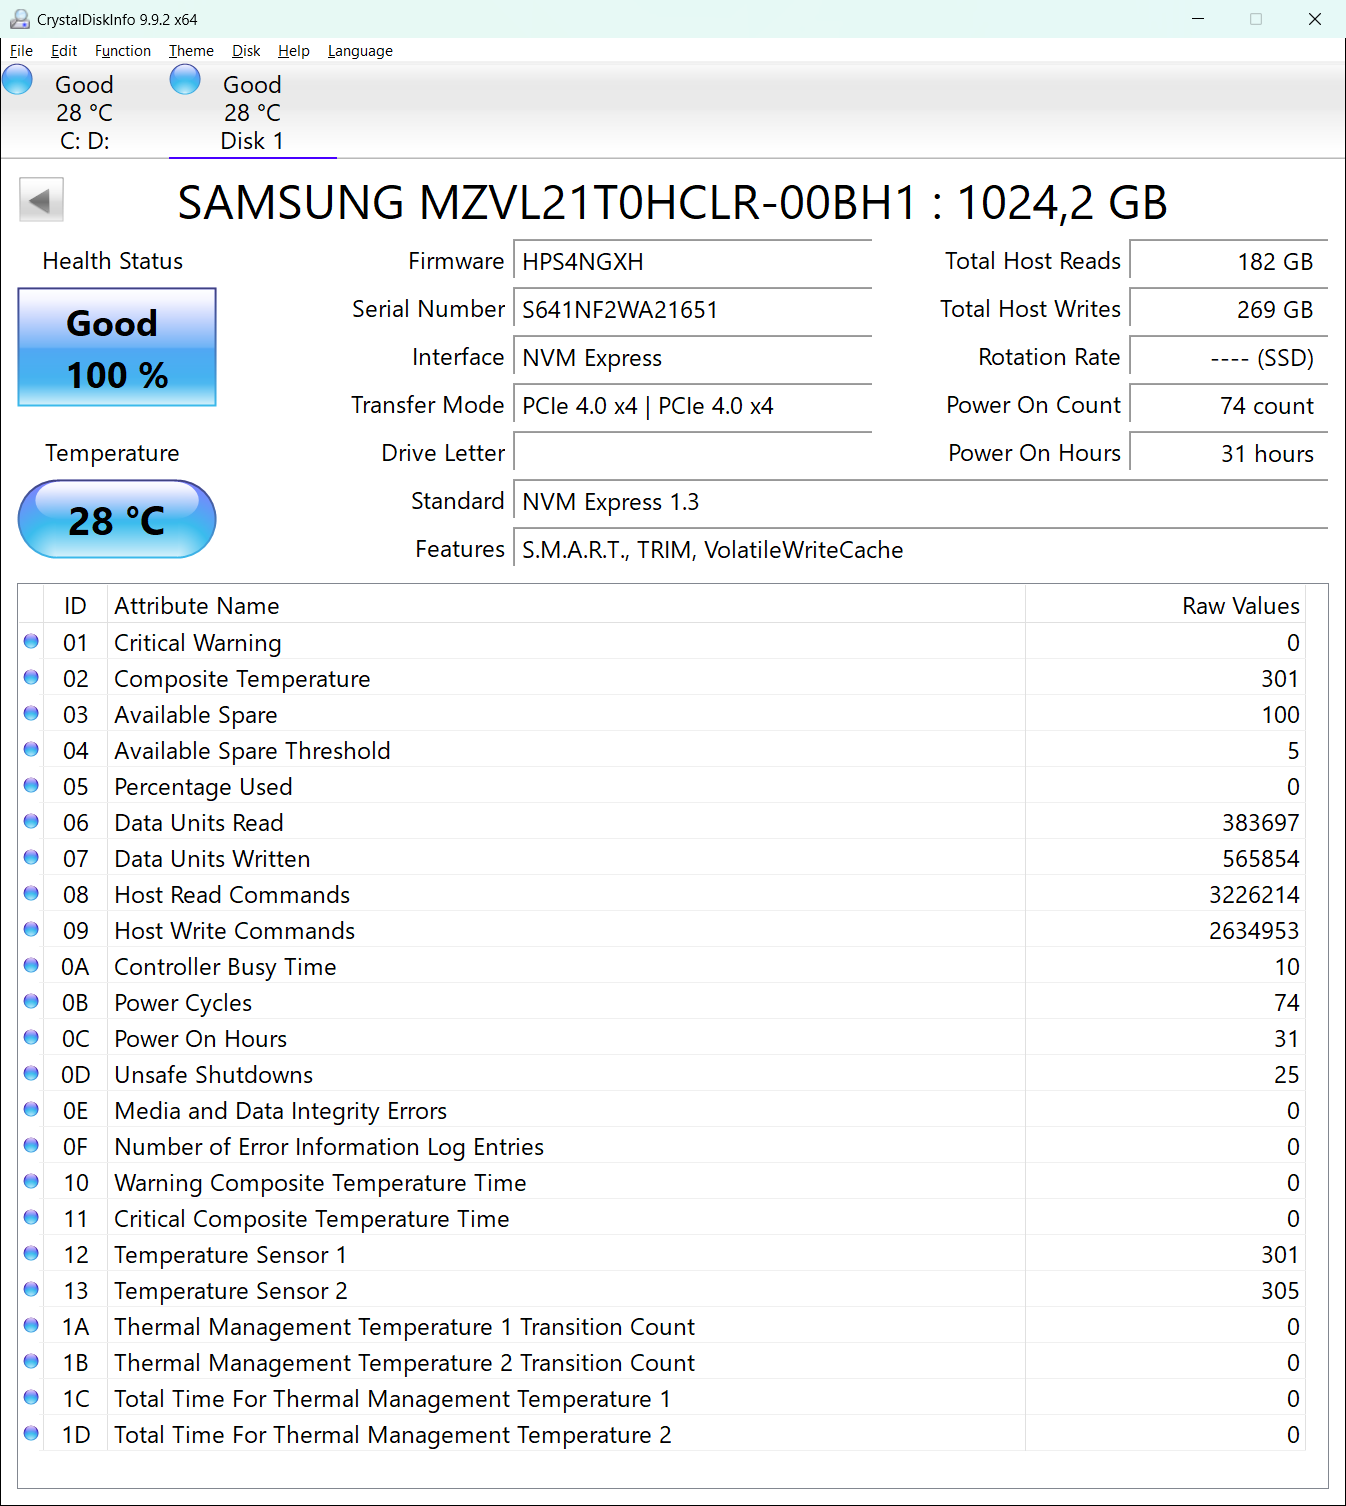 CrystalDiskInfo 9.9.2 x64
File Edit Function Theme Disk Help Language
Good Good
28 °C 28 °C
C: D: Disk 1
SAMSUNG MZVL21T0HCLR-00BH1 : 1024,2 GB
Health Status
Good
100 %
Temperature
28 °C
Firmware HPS4NGXH
Serial Number S641NF2WA21651
Interface NVM Express
Transfer Mode PCIe 4.0 x4 | PCIe 4.0 x4
Drive Letter
Standard NVM Express 1.3
Features S.M.A.R.T., TRIM, VolatileWriteCache
Total Host Reads 182 GB
Total Host Writes 269 GB
Rotation Rate ---- (SSD)
Power On Count 74 count
Power On Hours 31 hours
ID Attribute Name Raw Values
01 Critical Warning 0
02 Composite Temperature 301
03 Available Spare 100
04 Available Spare Threshold 5
05 Percentage Used 0
06 Data Units Read 383697
07 Data Units Written 565854
08 Host Read Commands 3226214
09 Host Write Commands 2634953
0A Controller Busy Time 10
0B Power Cycles 74
0C Power On Hours 31
0D Unsafe Shutdowns 25
0E Media and Data Integrity Errors 0
0F Number of Error Information Log Entries 0
10 Warning Composite Temperature Time 0
11 Critical Composite Temperature Time 0
12 Temperature Sensor 1 301
13 Temperature Sensor 2 305
1A Thermal Management Temperature 1 Transition Count 0
1B Thermal Management Temperature 2 Transition Count 0
1C Total Time For Thermal Management Temperature 1 0
1D Total Time For Thermal Management Temperature 2 0